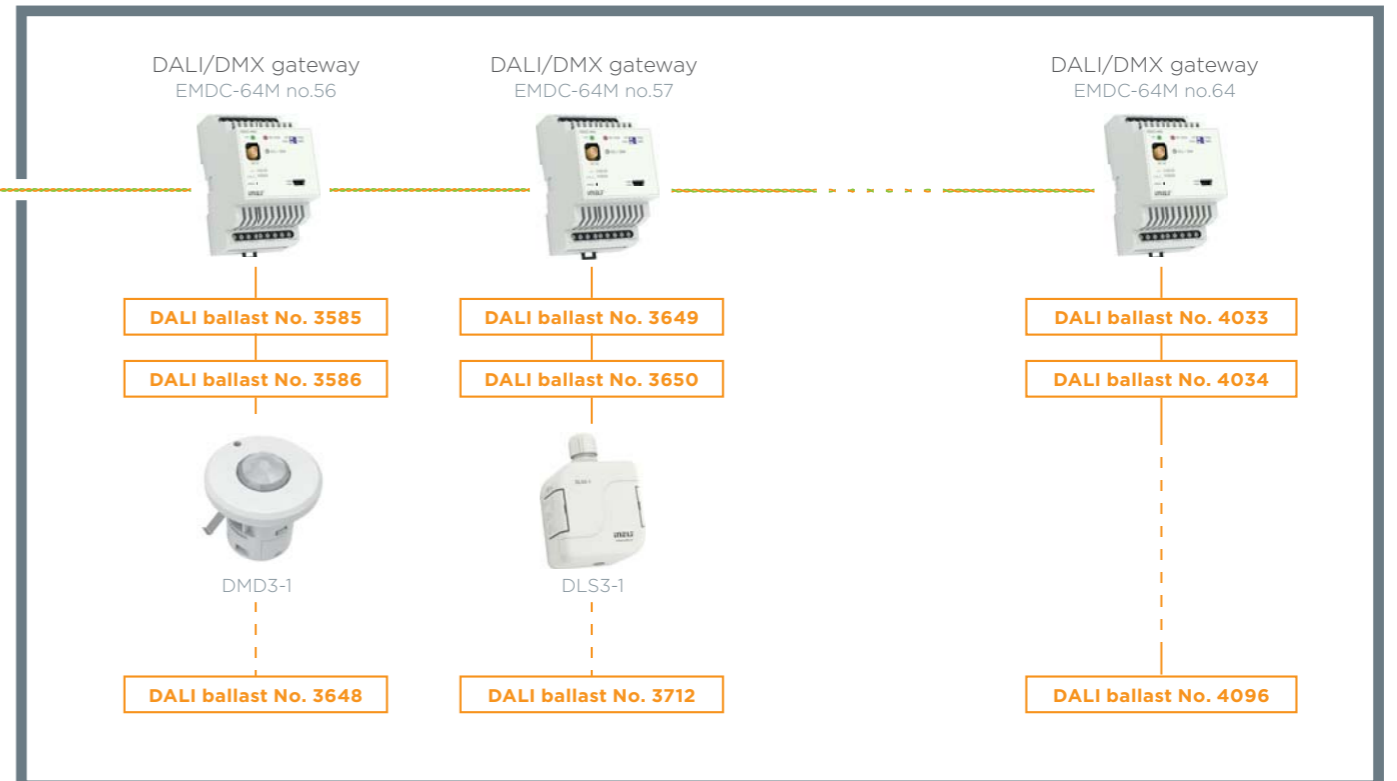 DALI/DMX gateway
EMDC-64M no.56
DALI/DMX gateway
EMDC-64M no.57
DALI/DMX gateway
EMDC-64M no.64
DALI ballast No. 3585
DALI ballast No. 3649
DALI ballast No. 4033
DALI ballast No. 3586
DALI ballast No. 3650
DALI ballast No. 4034
DLS3-1
DMD3-1
DLS3-1
DALI ballast No. 3648
DALI ballast No. 3712
DALI ballast No. 4096